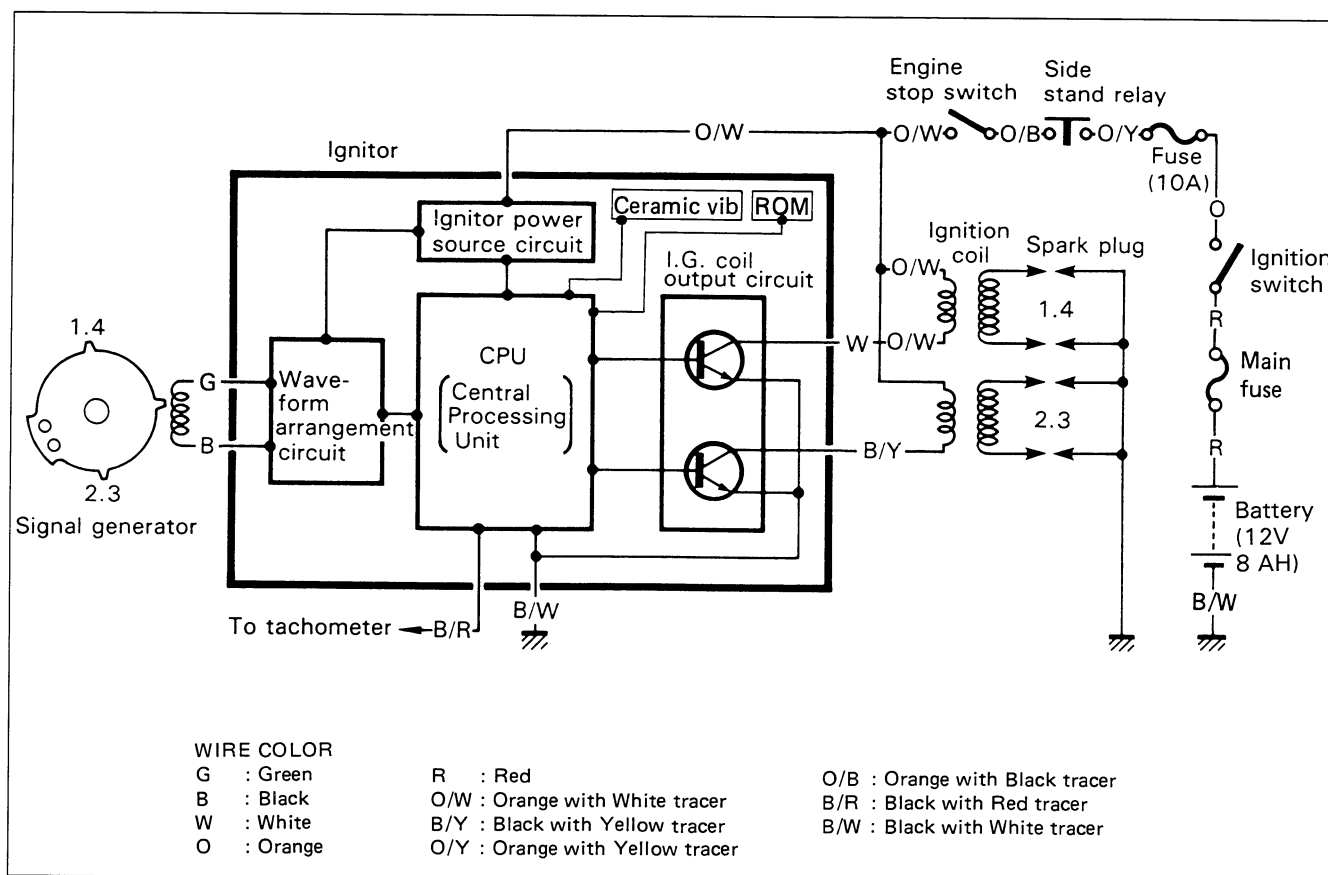 Engine
stop switch
Side
stand relay
O/W
O/W
O/B
O/Y
Fuse
(10A)
Ignitor
O
Ignitor power
source circuit
Ceramic vib
ROM
Ignition
coil
Spark plug
I.G. coil
output circuit
O/W
Ignition
switch
1.4
1.4
R
W
O/W
CPU
(Central
Processing
Unit)
Wave-
form
arrangement
circuit
G
Main
fuse
2.3
B
B/Y
R
2.3
Signal generator
Battery
(12V
8 AH)
B/W
B/W
To tachometer
B/R
WIRE COLOR
G : Green
B : Black
W : White
O : Orange
R : Red
O/W : Orange with White tracer
B/Y : Black with Yellow tracer
O/Y : Orange with Yellow tracer
O/B : Orange with Black tracer
B/R : Black with Red tracer
B/W : Black with White tracer